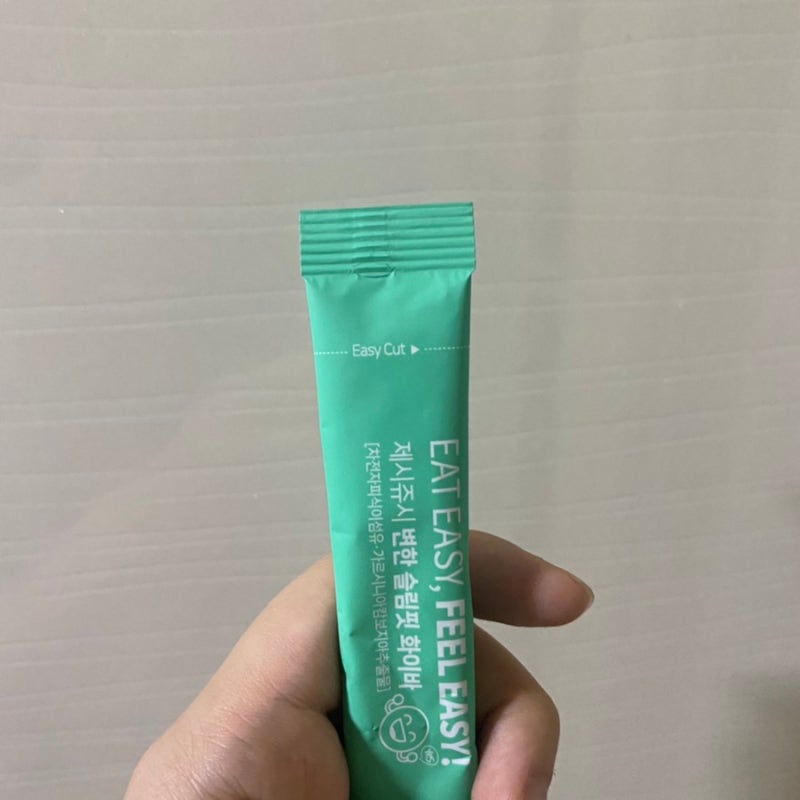 Easy Cut ▶
EAT EASY, FEEL EASY!
제시쥬시 변한 슬림핏 화이바
[차전자피식이섬유·가르시니아캄보지아추출물]